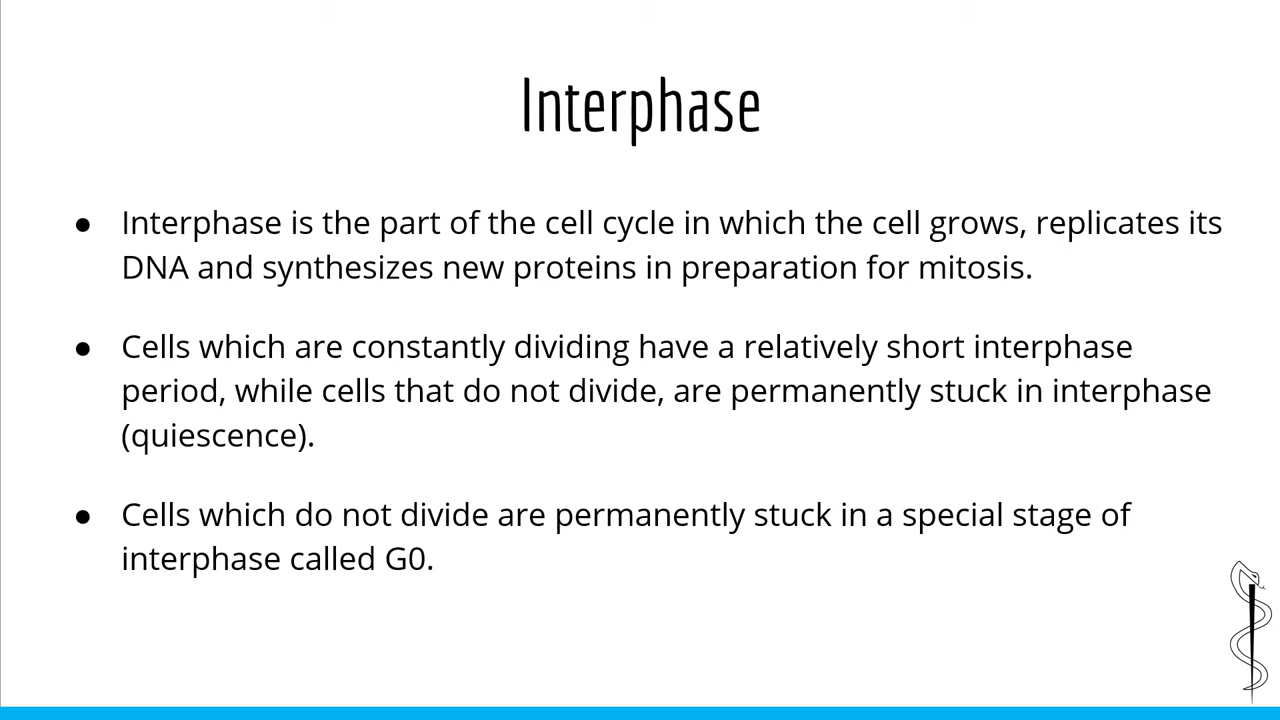 Interphase
● Interphase is the part of the cell cycle in which the cell grows, replicates its
DNA and synthesizes new proteins in preparation for mitosis.
● Cells which are constantly dividing have a relatively short interphase
period, while cells that do not divide, are permanently stuck in interphase
(quiescence).
● Cells which do not divide are permanently stuck in a special stage of
interphase called G0.